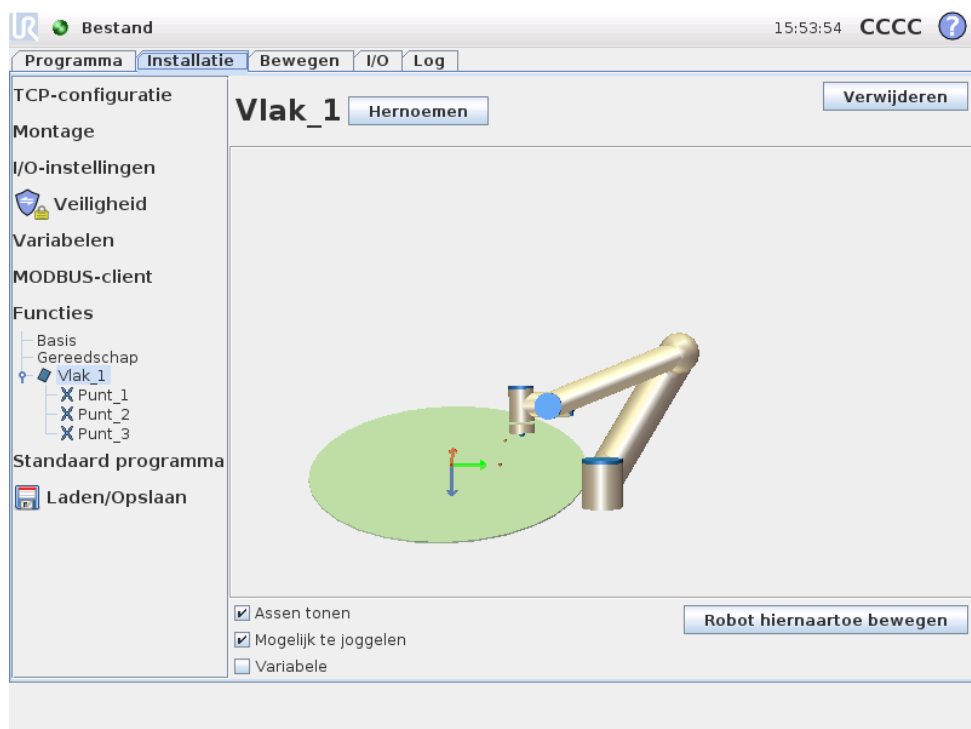 UR Bestand 15:53:54 CCCC ?
Programma Installatie Bewegen I/O Log
TCP-configuratie
Montage
I/O-instellingen
Veiligheid
Variabelen
MODBUS-client
Functies
Basis
Gereedschap
Vlak_1
Punt_1
Punt_2
Punt_3
Standaard programma
Laden/Opslaan
Vlak_1 Hernoemen Verwijderen
Assen tonen
Mogelijk te joggelen
Variabele
Robot hiernaartoe bewegen